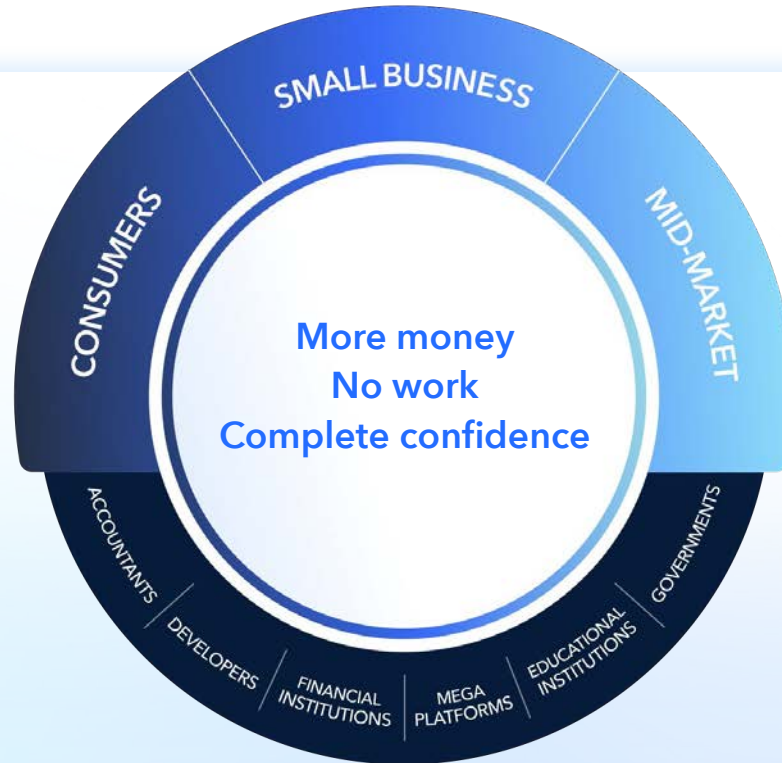 SMALL BUSINESS
CONSUMERS
MID-MARKET
More money
No work
Complete confidence
ACCOUNTANTS
DEVELOPERS
FINANCIAL
INSTITUTIONS
MEGA
PLATFORMS
EDUCATIONAL
INSTITUTIONS
GOVERNMENTS